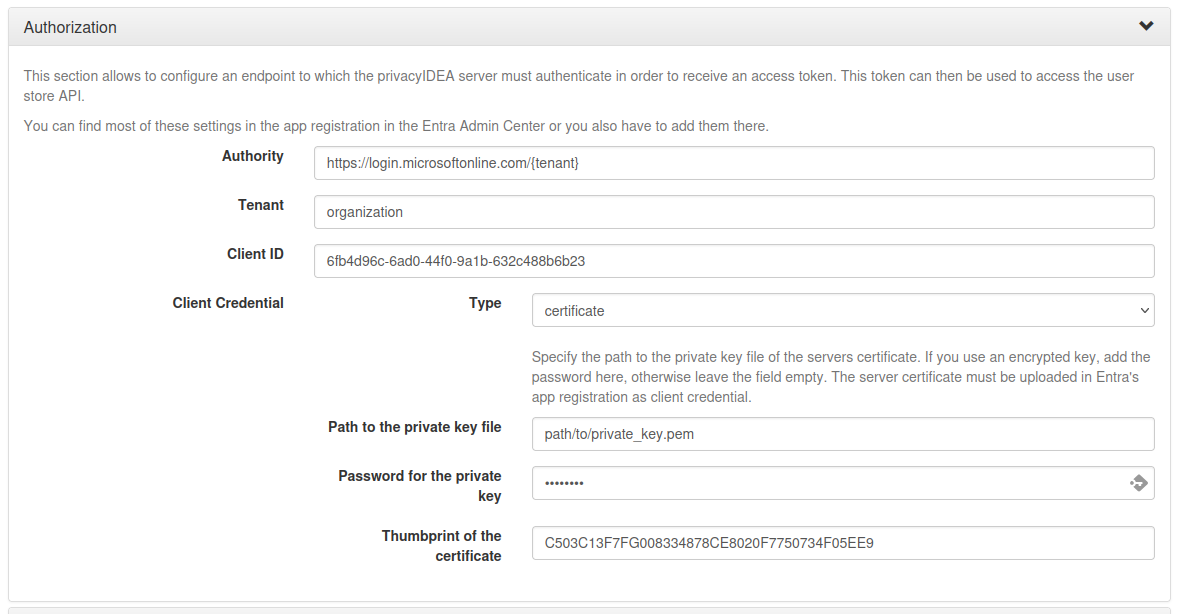 Authorization
This section allows to configure an endpoint to which the privacyIDEA server must authenticate in order to receive an access token. This token can then be used to access the user
store API.
You can find most of these settings in the app registration in the Entra Admin Center or you also have to add them there.
Authority
https://login.microsoftonline.com/{tenant}
Tenant
organization
Client ID
6fb4d96c-6ad0-44f0-9a1b-632c488b6b23
Client Credential
Type
certificate
Specify the path to the private key file of the servers certificate. If you use an encrypted key, add the
password here, otherwise leave the field empty. The server certificate must be uploaded in Entra's
app registration as client credential.
Path to the private key file
path/to/private_key.pem
Password for the private
key
••••••••
Thumbprint of the
certificate
C503C13F7FG008334878CE8020F7750734F05EE9